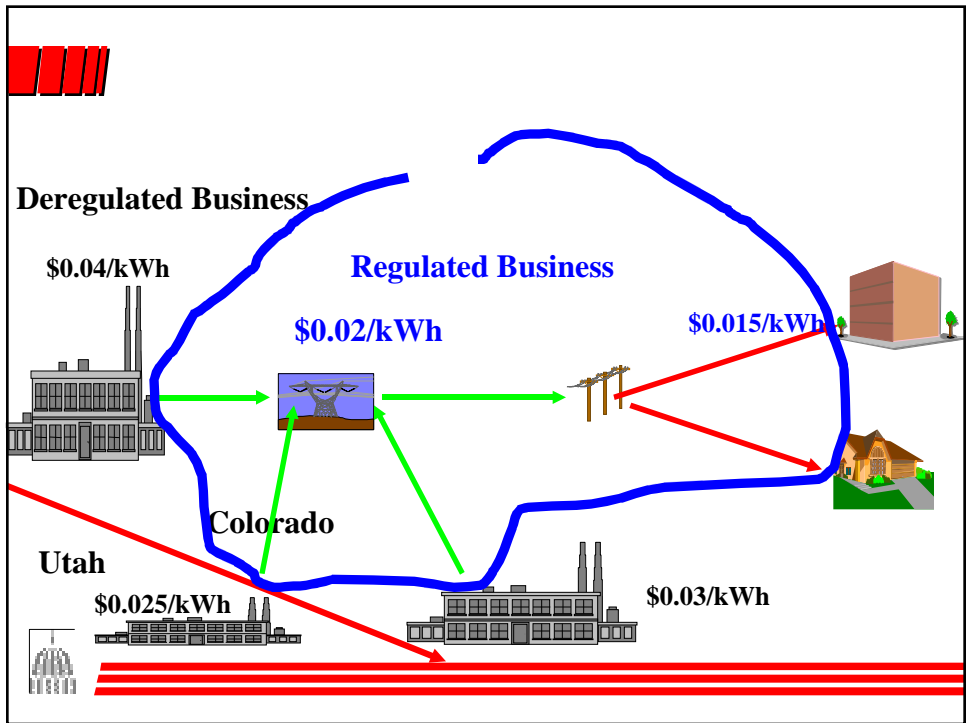 Deregulated Business
$0.04/kWh
Regulated Business
$0.02/kWh
$0.015/kWh
Colorado
Utah
$0.025/kWh
$0.03/kWh